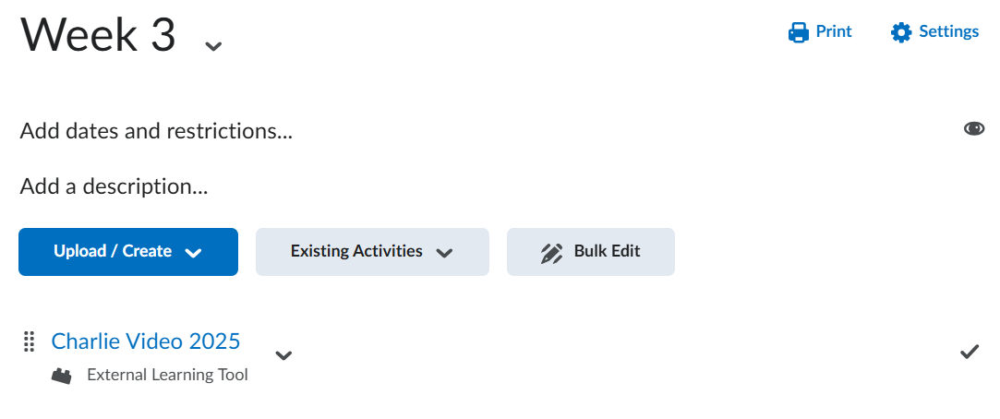 Week 3
Print
Settings
Add dates and restrictions...
Add a description...
Upload / Create
Existing Activities
Bulk Edit
Charlie Video 2025
External Learning Tool